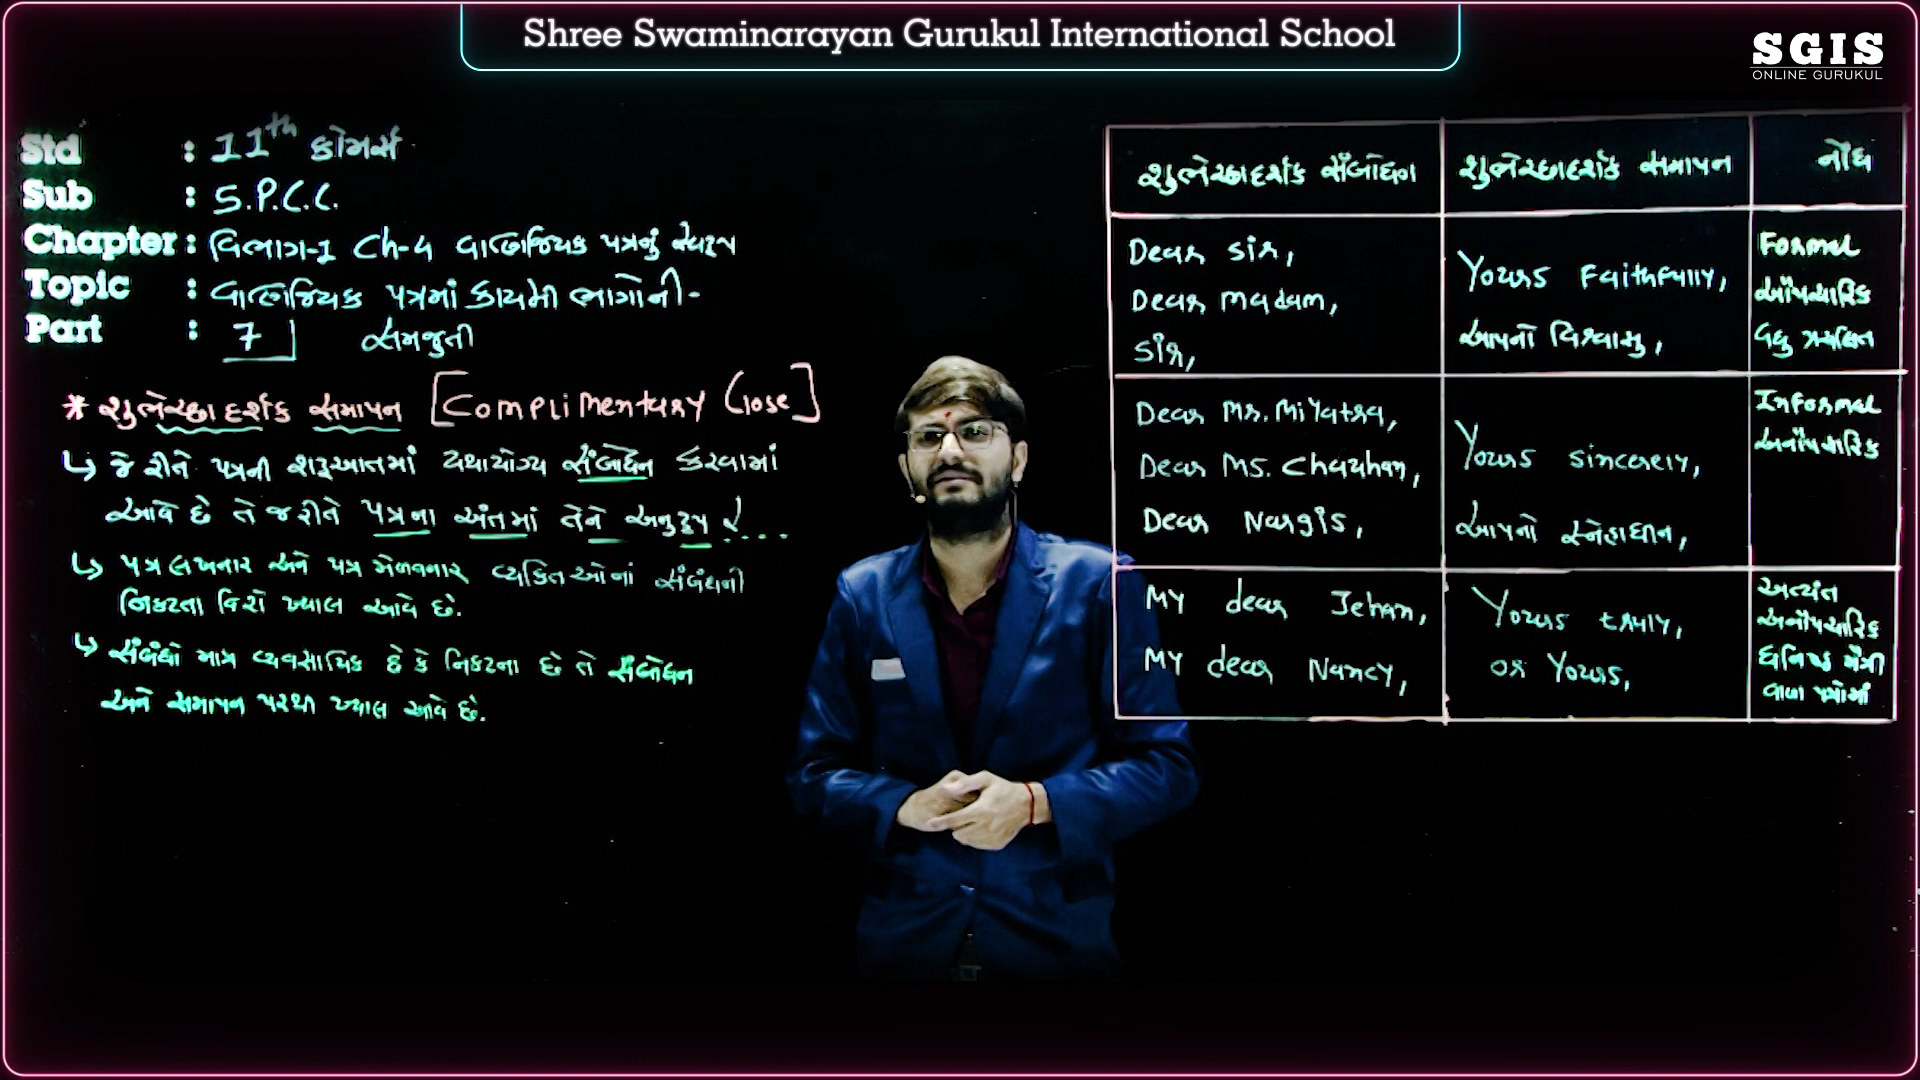 Shree Swaminarayan Gurukul International School
SGIS
ONLINE GURUKUL
Std : 11th કોમર્સ
Sub : S.P.C.C.
Chapter : વિભાગ-1 Ch-4 વાણિજ્યિક પત્રનું સ્વરૂપ
Topic : વાણિજ્યિક પત્રમાં કાયમી ભાગોની-
Part : 7 સમજુતી
* શુભેચ્છાદર્શક સમાપન [Complimentary Close]
↳ જે રીતે પત્રની શરૂઆતમાં યથાયોગ્ય સંબોધન કરવામાં
આવે છે તે જ રીતે પત્રના અંતમાં તેને અનુરૂપ ....
↳ પત્ર લખનાર અને પત્ર મેળવનાર વ્યકિતઓનાં સંબંધની
નિકટતા વિશે ખ્યાલ આવે છે.
↳ સંબંધો માત્ર વ્યવસાયિક છે કે નિકટના છે તે સંબોધન
અને સમાપન પરથી ખ્યાલ આવે છે.
શુભેચ્છાદર્શક સંબોધન શુભેચ્છાદર્શક સમાપન નોંધ
Dear Sir,
Dear Madam,
Sir,
Yours Faithfully,
આપનો વિશ્વાસુ,
Formal
ઔપચારિક
વધુ પ્રચલિત
Dear Mr. Miyatra,
Dear Ms. Chauhan,
Dear Nargis,
Yours sincerely,
આપનો સ્નેહાધીન,
Informal
અનૌપચારિક
My dear Jehan,
My dear Nancy,
Yours truly,
or Yours,
અત્યંત
અનૌપચારિક
ઘનિષ્ઠ મૈત્રી
વાળા પત્રોમાં